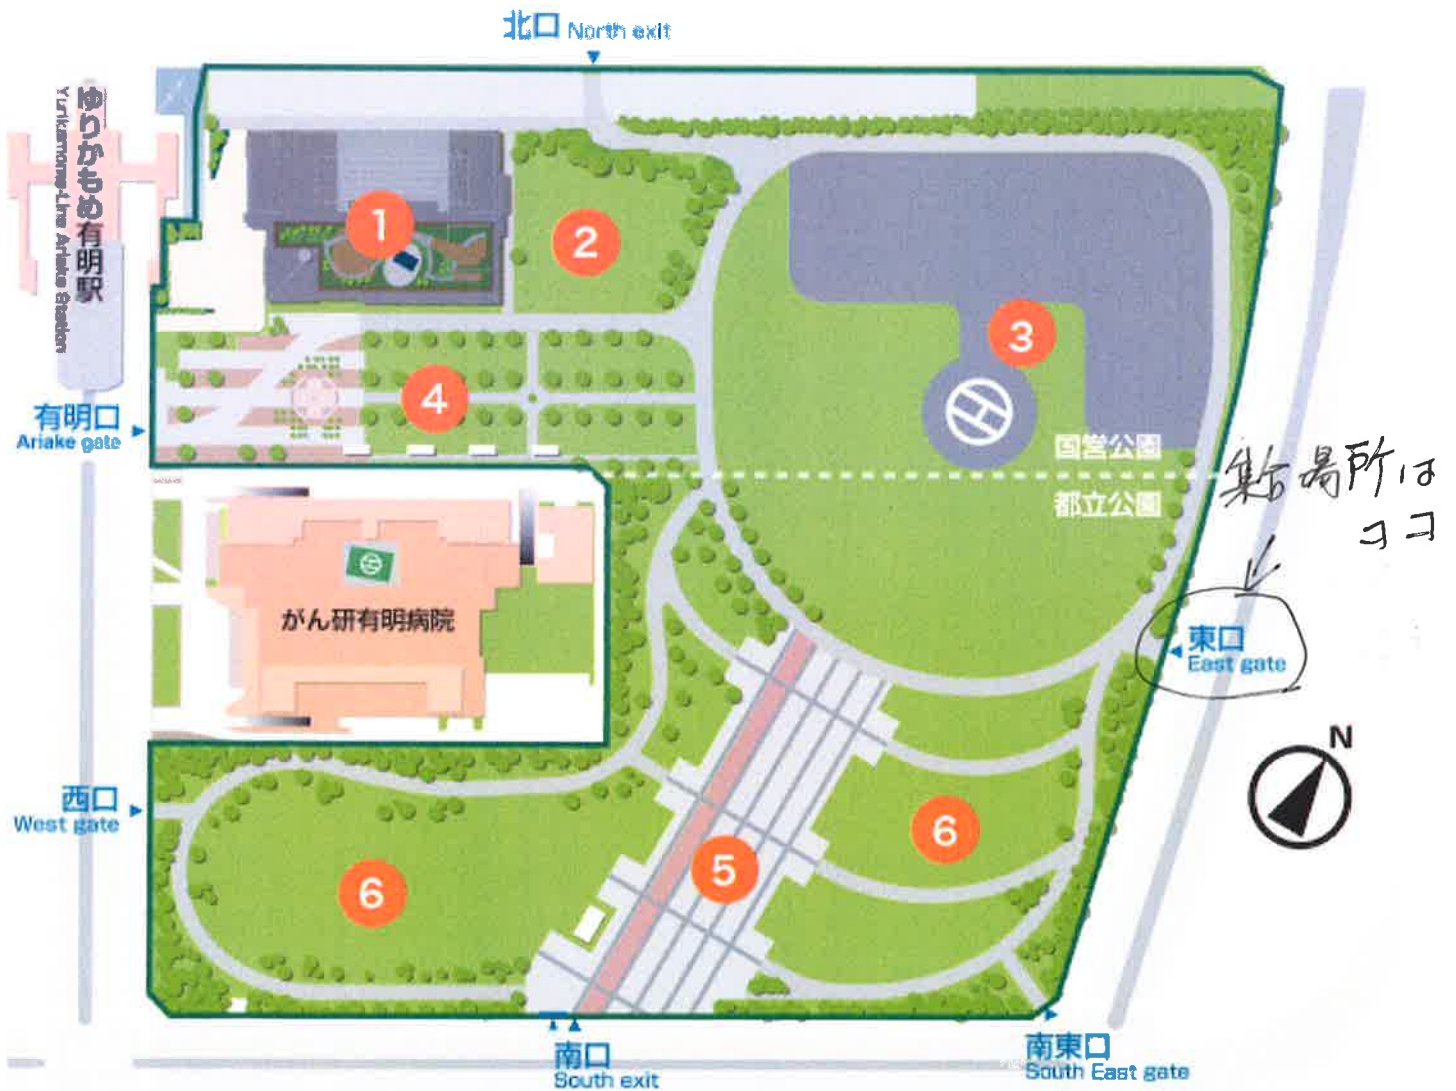 北口 North exit
ゆりかもめ有明駅
Yurikamome-Line Ariake Station
1
2
3
4
有明口
Ariake gate
国営公園
都立公園
集合場所は
ココ
がん研有明病院
東口
East gate
N
西口
West gate
6
5
6
南口
South exit
南東口
South East gate